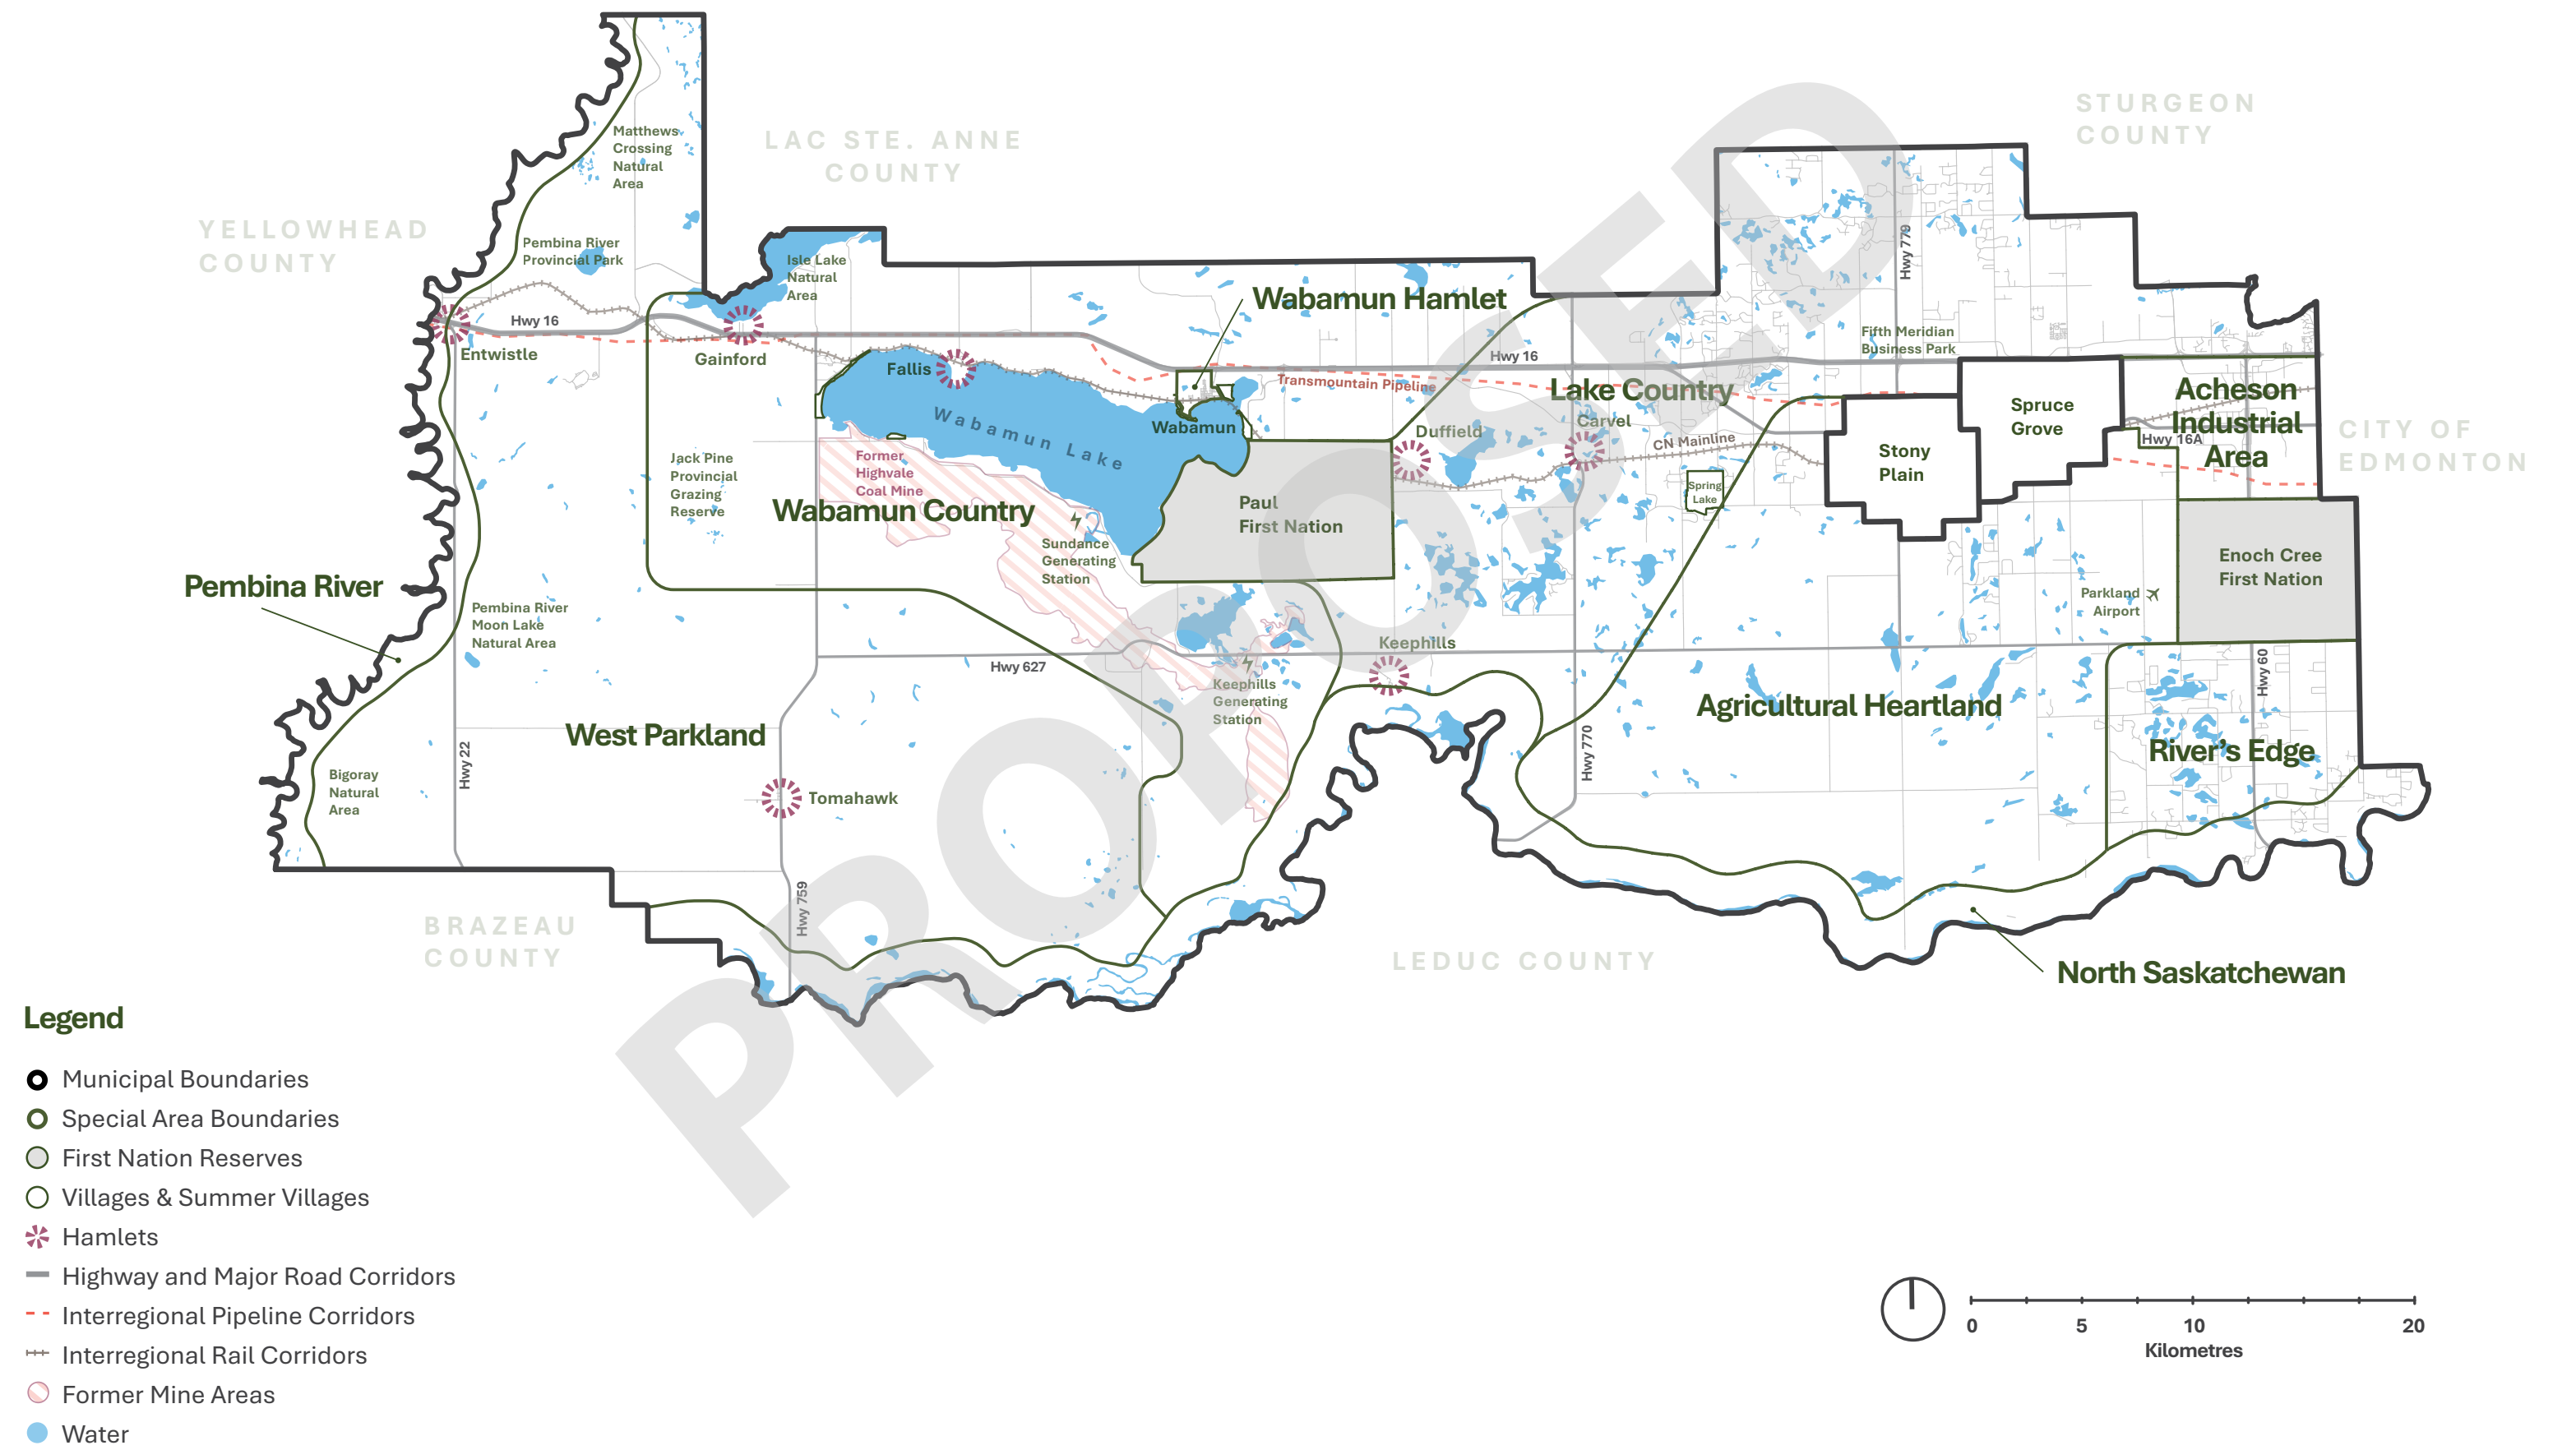 STURGEON
COUNTY
LAC STE. ANNE
COUNTY
Matthews
Crossing
Natural
Area
YELLOWHEAD
COUNTY
Pembina River
Provincial Park
Isle Lake
Natural
Area
Hwy 779
Wabamun Hamlet
Hwy 16
Entwistle
Gainford
Fallis
Hwy 16
Transmountain Pipeline
Fifth Meridian
Business Park
Lake Country
Carvel
Duffield
CN Mainline
Spring
Lake
Stony
Plain
Spruce
Grove
Acheson
Industrial
Area
Hwy 16A
CITY OF
EDMONTON
Wabamun Lake
Wabamun
Jack Pine
Provincial
Grazing
Reserve
Former
Highvale
Coal Mine
Wabamun Country
Sundance
Generating
Station
Paul
First Nation
Enoch Cree
First Nation
Parkland
Airport
Pembina River
Pembina River
Moon Lake
Natural Area
Hwy 627
Keephills
Keephills
Generating
Station
Hwy 60
Agricultural Heartland
West Parkland
Hwy 22
Hwy 770
River's Edge
Bigoray
Natural
Area
Tomahawk
Hwy 759
BRAZEAU
COUNTY
LEDUC COUNTY
North Saskatchewan
PROPOSED
Legend
Municipal Boundaries
Special Area Boundaries
First Nation Reserves
Villages & Summer Villages
Hamlets
Highway and Major Road Corridors
Interregional Pipeline Corridors
Interregional Rail Corridors
Former Mine Areas
Water
0 5 10 20
Kilometres